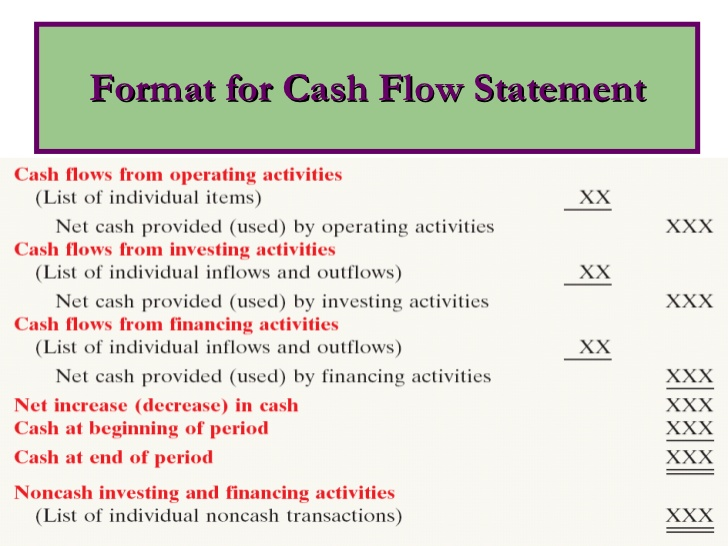 Format for Cash Flow Statement
Cash flows from operating activities
(List of individual items) XX
Net cash provided (used) by operating activities XXX
Cash flows from investing activities
(List of individual inflows and outflows) XX
Net cash provided (used) by investing activities XXX
Cash flows from financing activities
(List of individual inflows and outflows) XX
Net cash provided (used) by financing activities XXX
Net increase (decrease) in cash XXX
Cash at beginning of period XXX
Cash at end of period XXX
Noncash investing and financing activities
(List of individual noncash transactions) XXX